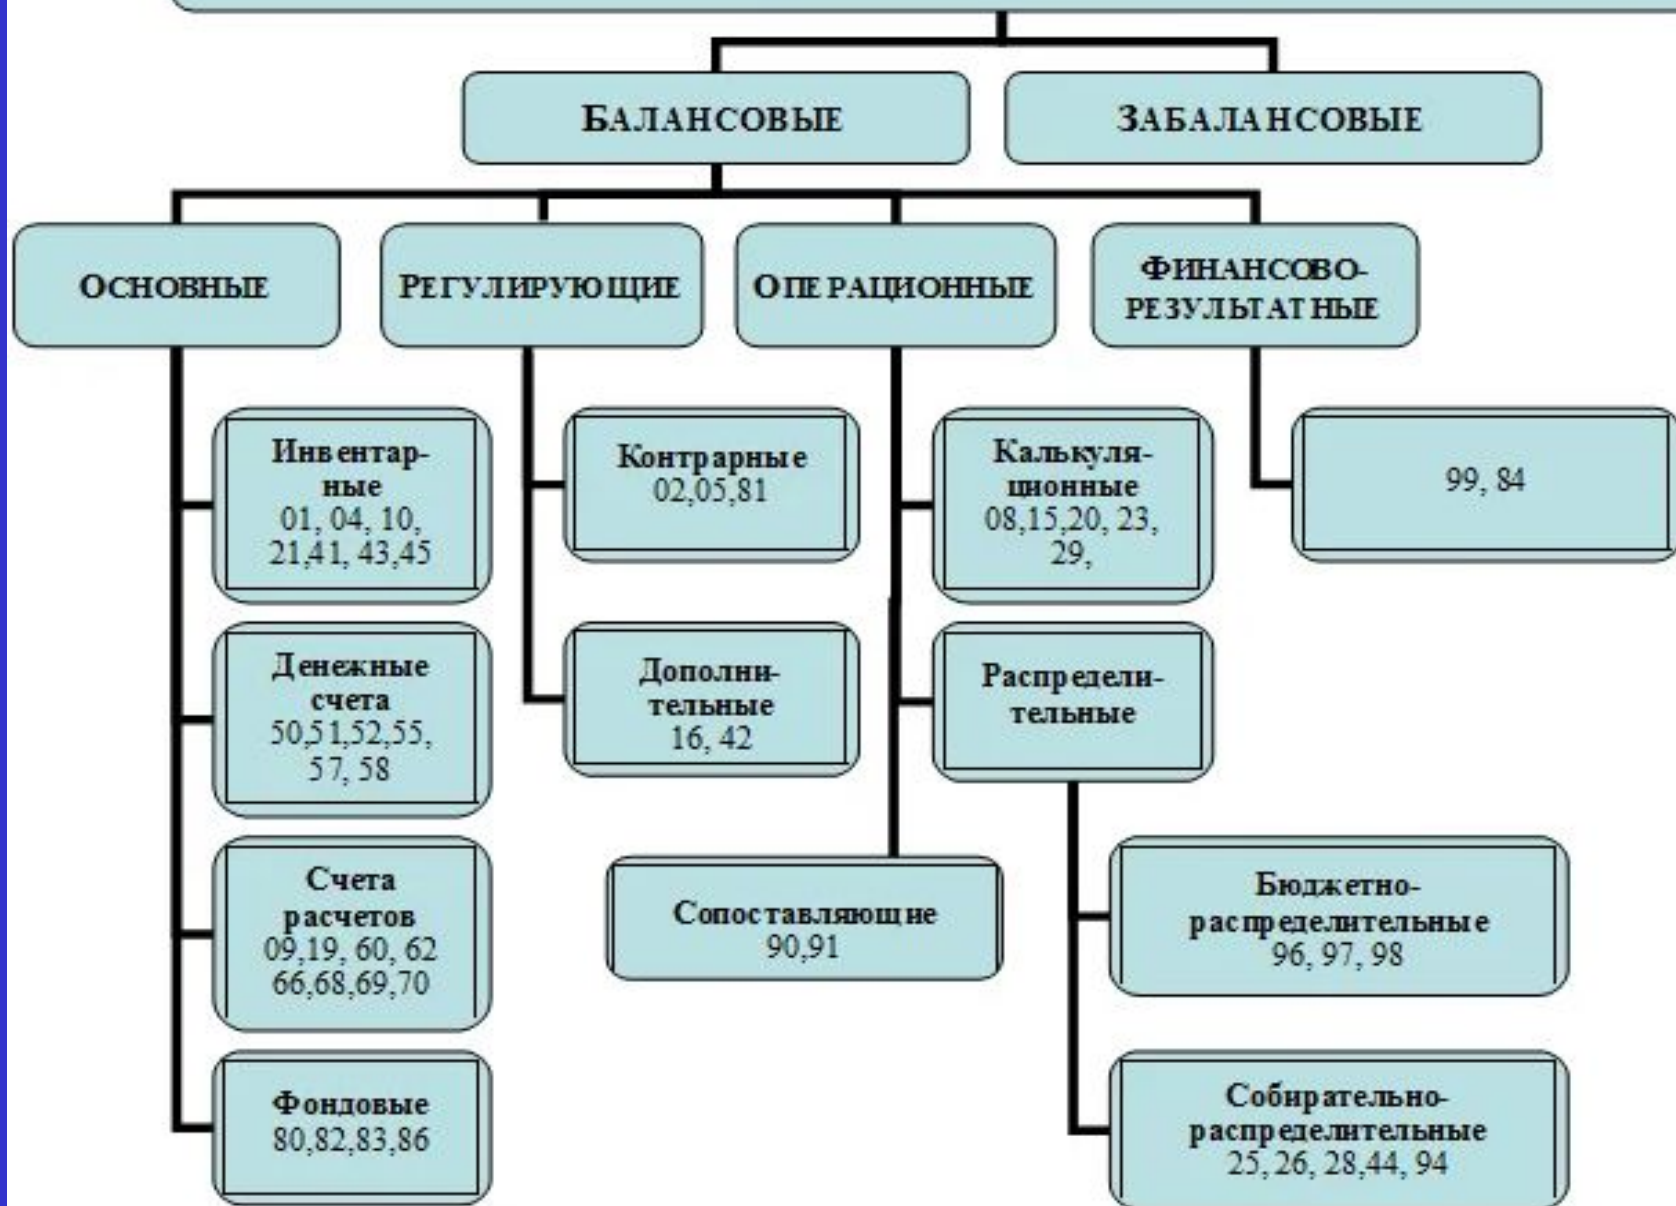 БАЛАНСОВЫЕ
ЗАБАЛАНСОВЫЕ
ОСНОВНЫЕ
РЕГУЛИРУЮЩИЕ
ОПЕРАЦИОННЫЕ
ФИНАНСОВО-
РЕЗУЛЬТАТНЫЕ
Инвентар-
ные
01, 04, 10,
21,41, 43,45
Денежные
счета
50,51,52,55,
57, 58
Счета
расчетов
09,19, 60, 62
66,68,69,70
Фондовые
80,82,83,86
Контрарные
02,05,81
Дополни-
тельные
16, 42
Калькуля-
ционные
08,15,20, 23,
29,
Распредели-
тельные
Сопоставляющие
90,91
Бюджетно-
распределительные
96, 97, 98
Собирательно-
распределительные
25, 26, 28,44, 94
99, 84